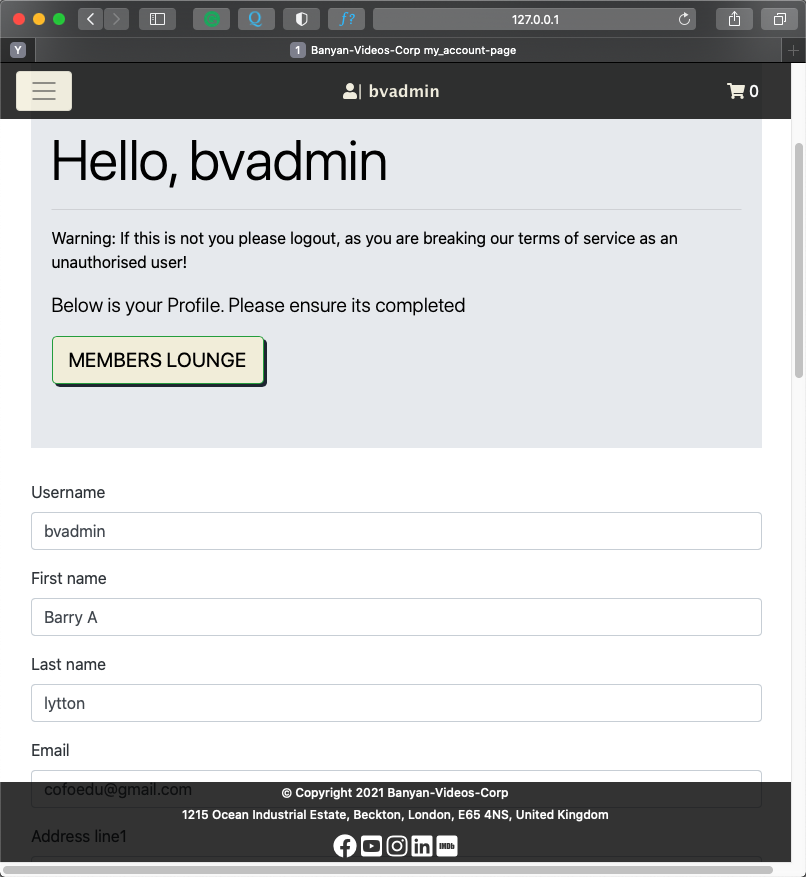 127.0.0.1
Y
1 Banyan-Videos-Corp my_account-page
| bvadmin
0
Hello, bvadmin
Warning: If this is not you please logout, as you are breaking our terms of service as an
unauthorised user!
Below is your Profile. Please ensure its completed
MEMBERS LOUNGE
Username
bvadmin
First name
Barry A
Last name
lytton
Email
cofoedu@gmail.com
© Copyright 2021 Banyan-Videos-Corp
1215 Ocean Industrial Estate, Beckton, London, E65 4NS, United Kingdom
Address line1
IMDb